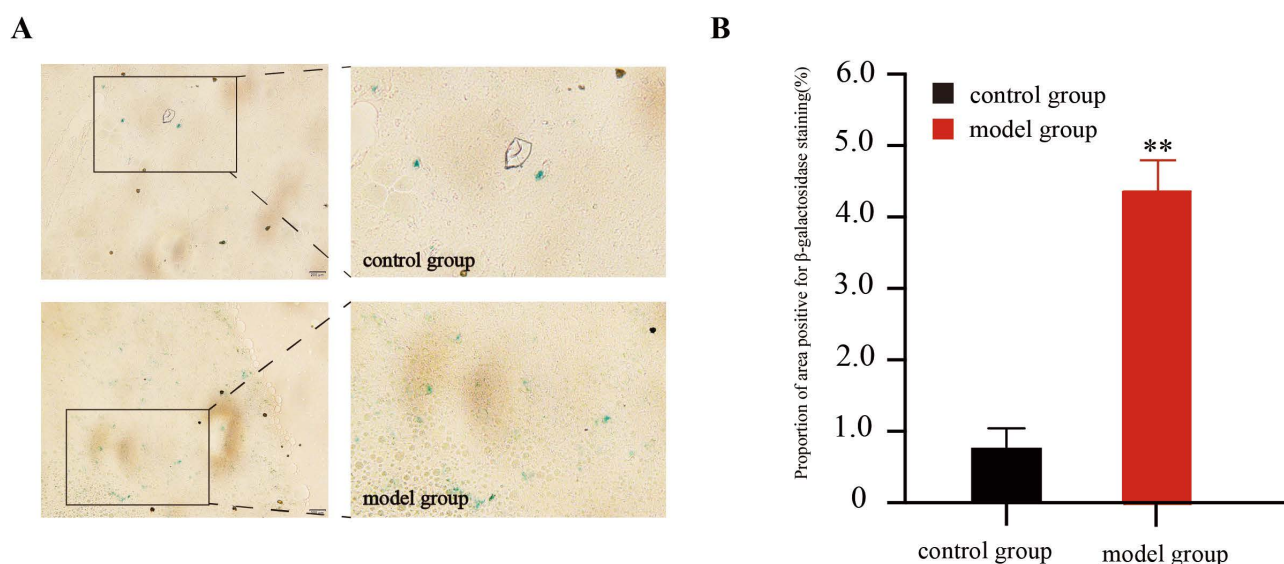 A
control group
model group
B
Proportion of area positive for β-galactosidase staining(%)
6.0
5.0
4.0
3.0
2.0
1.0
0
control group
model group
**
control group
model group